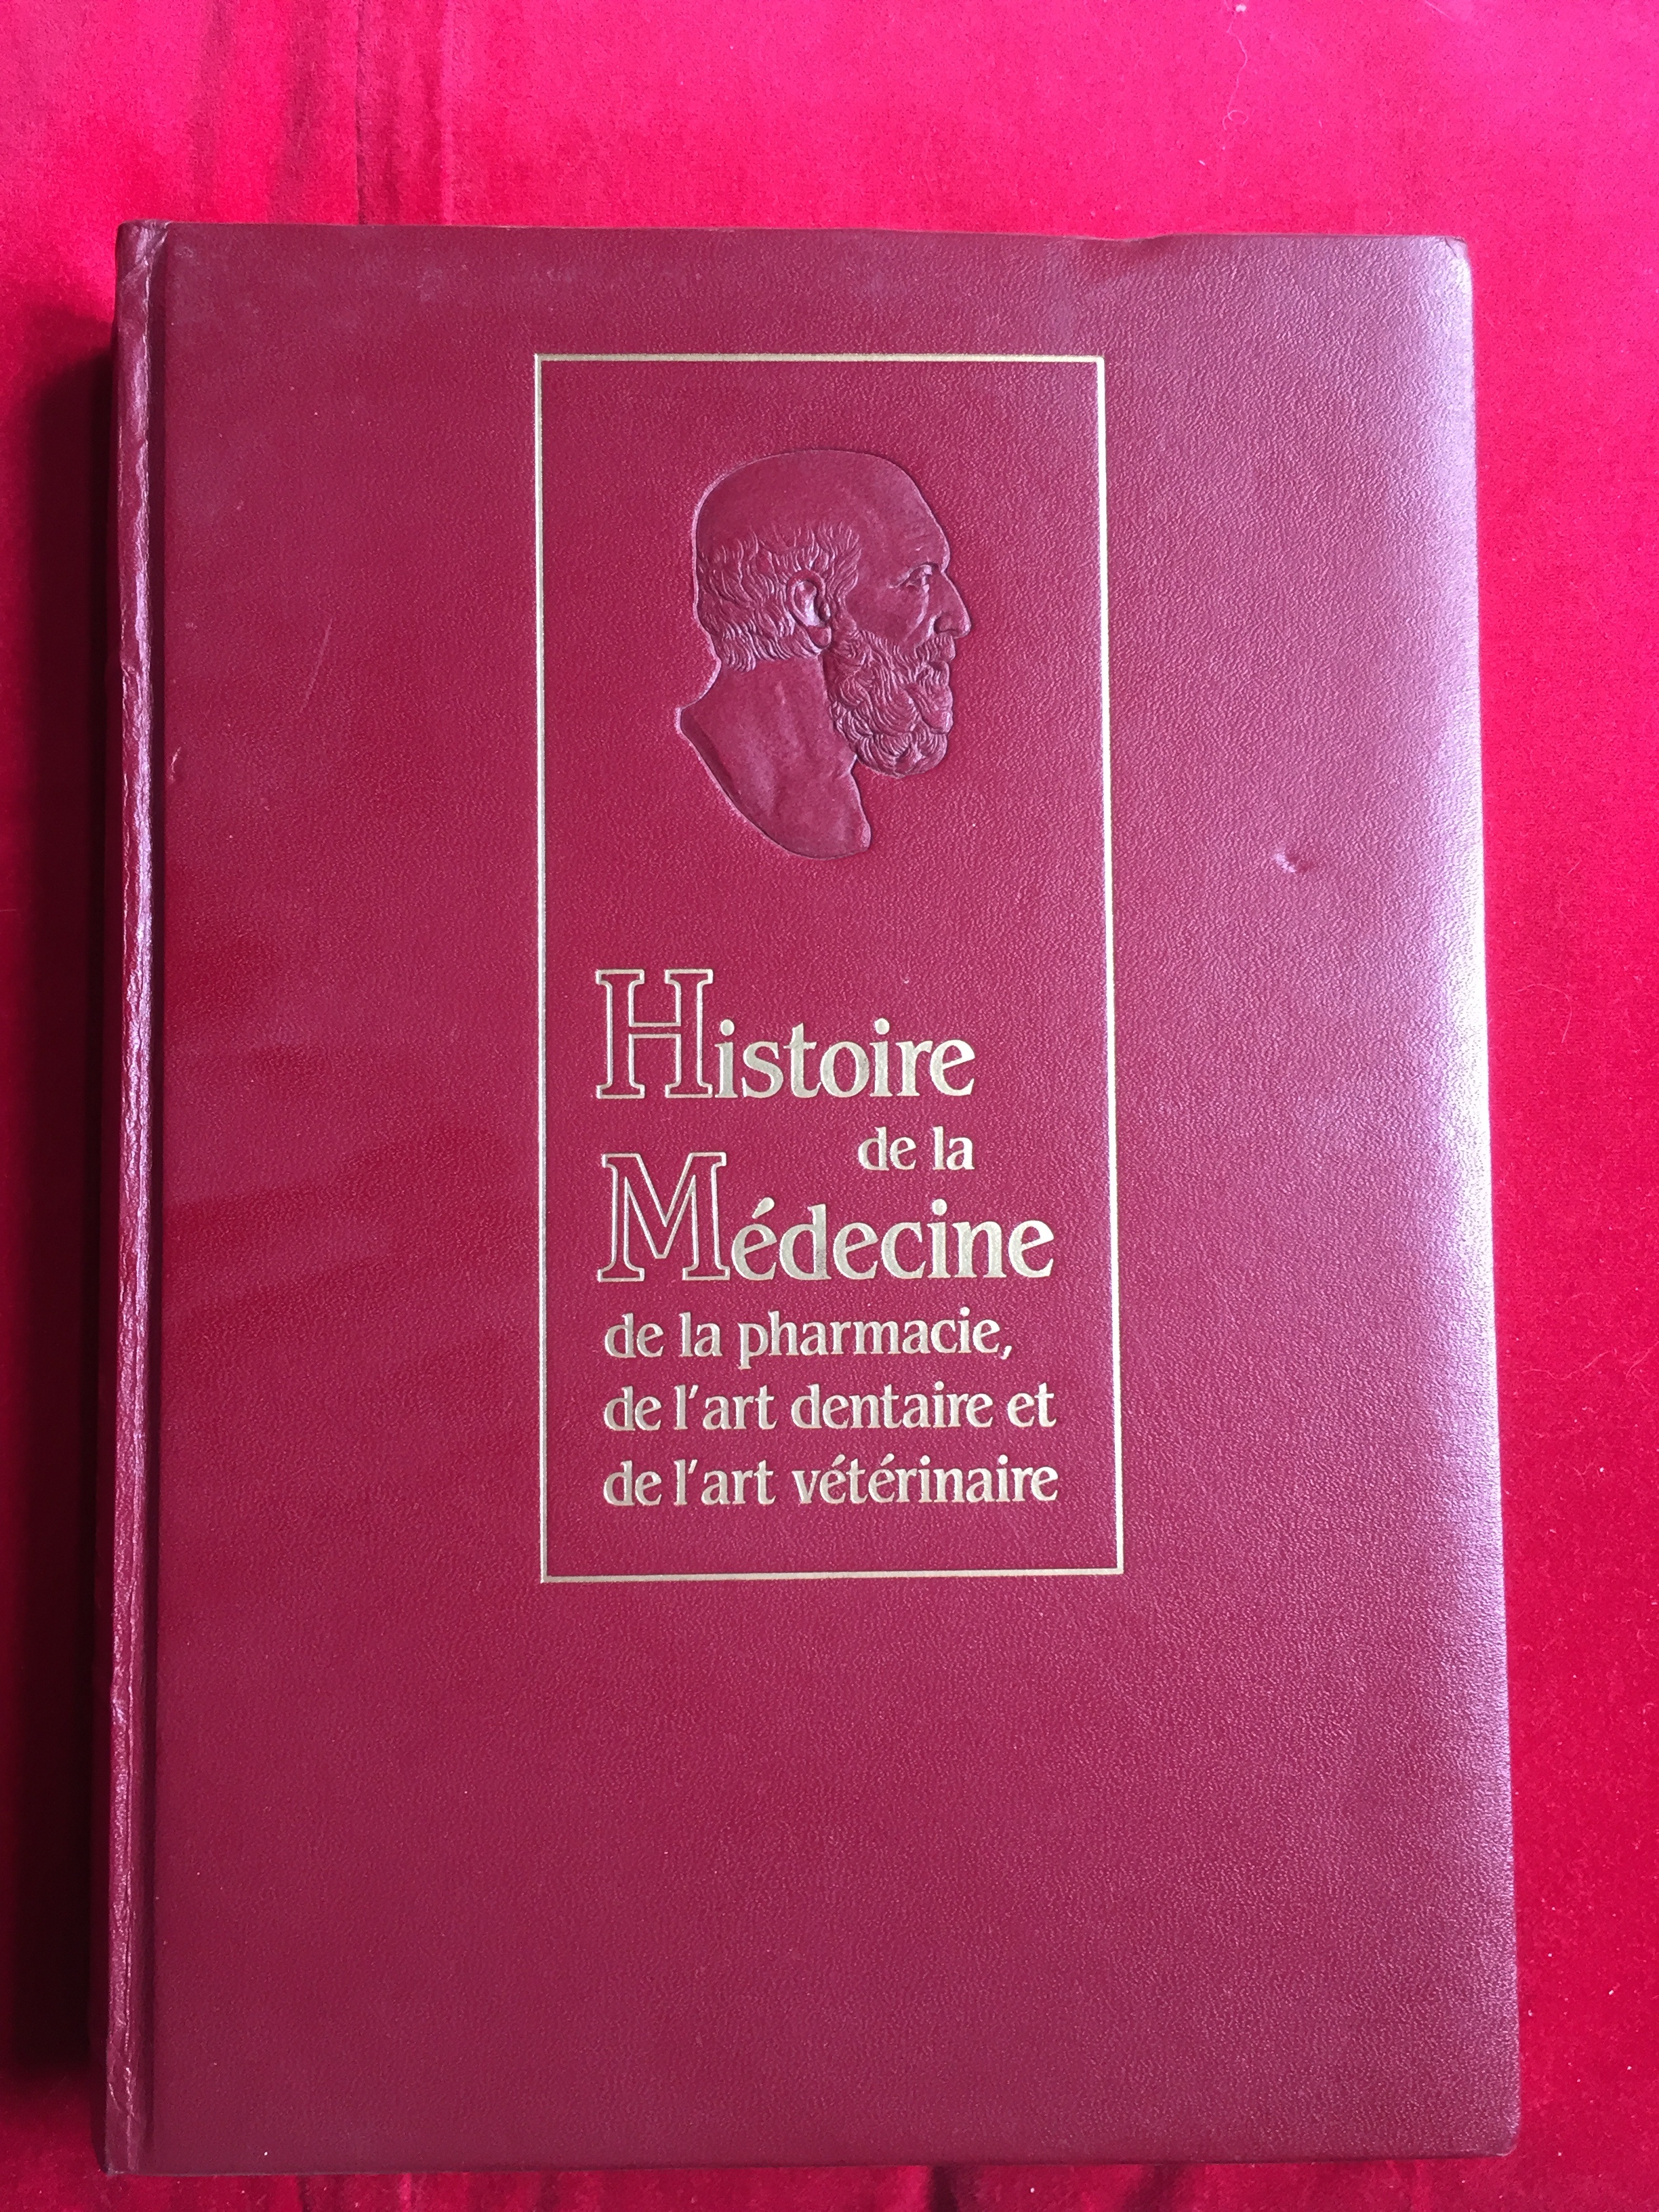 Histoire
de la
Médecine
de la pharmacie,
de l'art dentaire et
de l'art vétérinaire